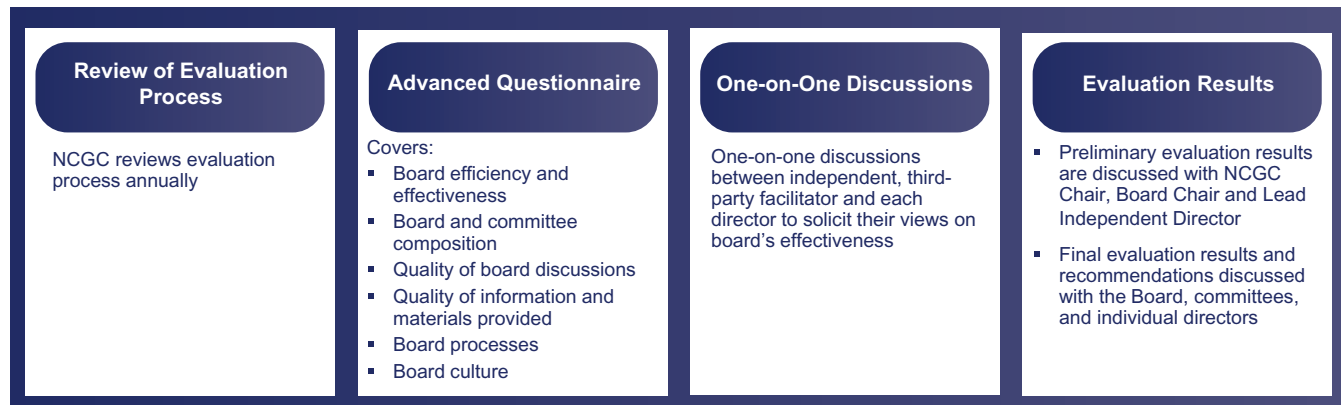 Review of Evaluation
Process
NCGC reviews evaluation
process annually
Advanced Questionnaire
Covers:
▪ Board efficiency and
effectiveness
▪ Board and committee
composition
▪ Quality of board discussions
▪ Quality of information and
materials provided
▪ Board processes
▪ Board culture
One-on-One Discussions
One-on-one discussions
between independent, third-
party facilitator and each
director to solicit their views on
board’s effectiveness
Evaluation Results
▪ Preliminary evaluation results
are discussed with NCGC
Chair, Board Chair and Lead
Independent Director
▪ Final evaluation results and
recommendations discussed
with the Board, committees,
and individual directors